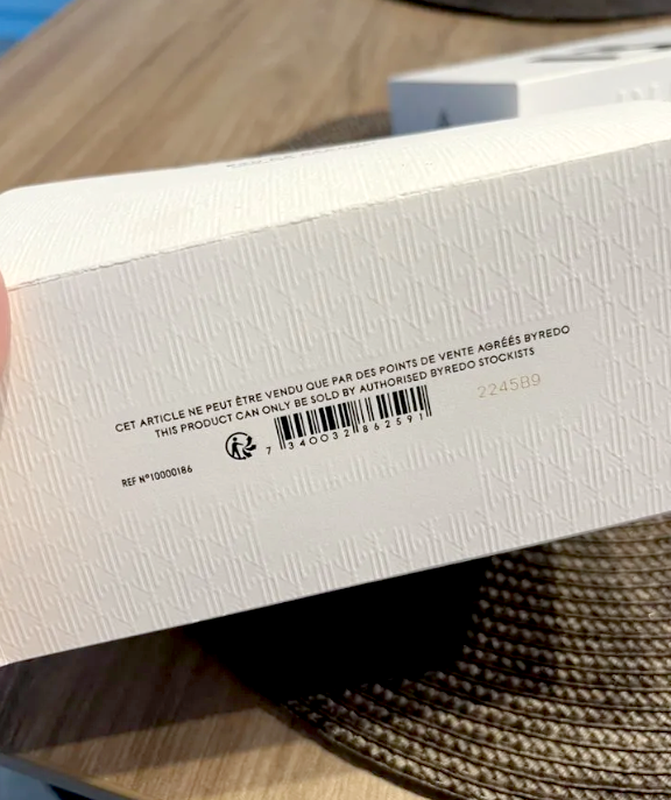 CET ARTICLE NE PEUT ÊTRE VENDU QUE PAR DES POINTS DE VENTE AGRÉÉS BYREDO
THIS PRODUCT CAN ONLY BE SOLD BY AUTHORISED BYREDO STOCKISTS
2245B9
7 340032 862591
REF Nº10000186